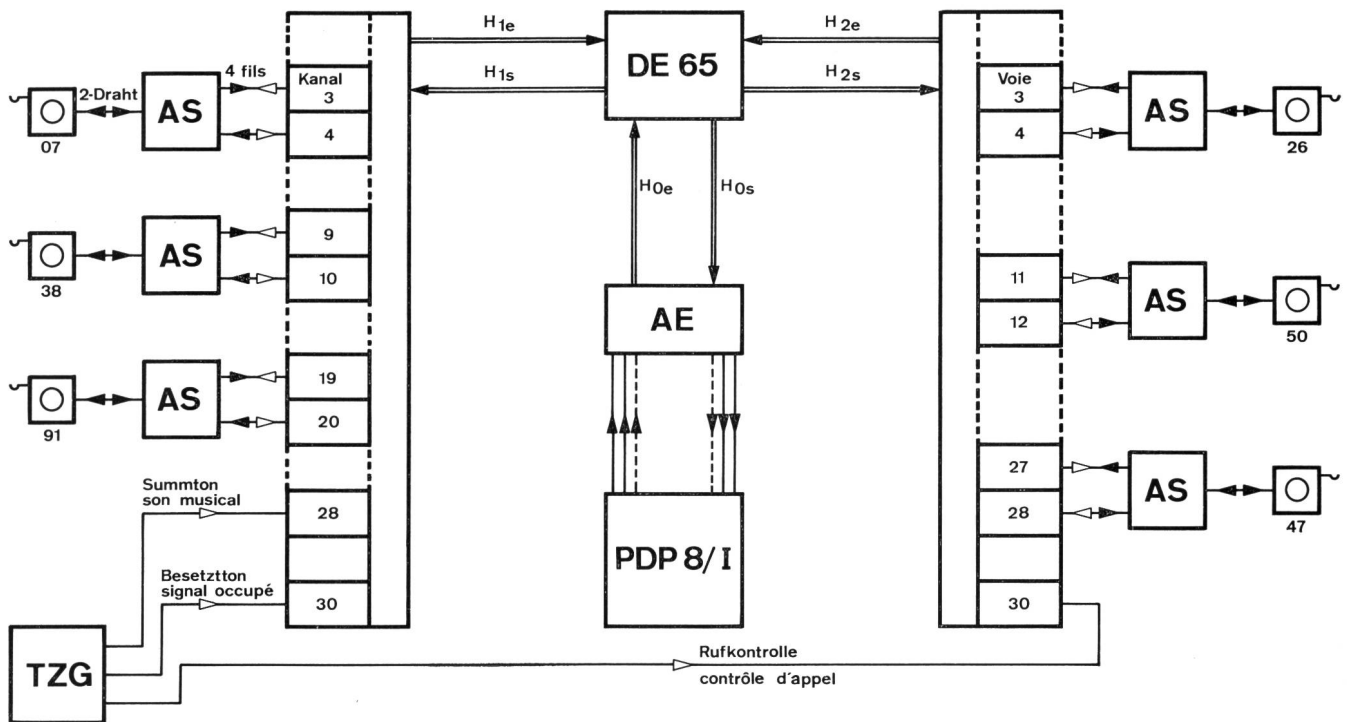 H1e
H2e
DE 65
H1s
H2s
4 fils
2-Draht
AS
07
Kanal
3
4
Voie
3
4
AS
26
H0e
H0s
AS
38
9
10
11
12
AS
50
AE
AS
91
19
20
27
28
AS
47
Summton
son musical
28
PDP 8/I
Besetztton
signal occupé
30
30
TZG
Rufkontrolle
contrôle d'appel